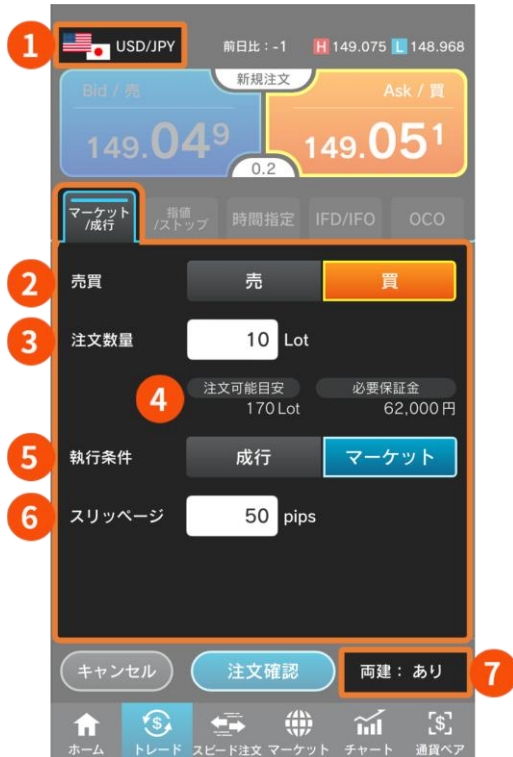 1
USD/JPY 前日比：-1 H 149.075 L 148.968
新規注文
Bid / 売 Ask / 買
149.049 149.051
0.2
マーケット/成行 指値/ストップ 時間指定 IFD/IFO OCO
2 売買 売 買
3 注文数量 10 Lot
4 注文可能目安 必要保証金
170 Lot 62,000 円
5 執行条件 成行 マーケット
6 スリッページ 50 pips
キャンセル 注文確認 両建： あり 7
ホーム トレード スピード注文 マーケット チャート 通貨ペア